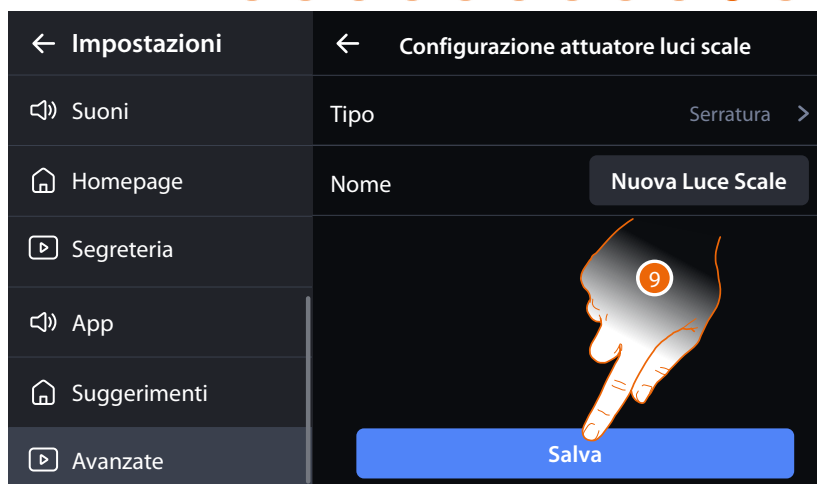 Impostazioni
Configurazione attuatore luci scale
Suoni
Tipo
Serratura
Homepage
Nome
Nuova Luce Scale
Segreteria
9
App
Suggerimenti
Salva
Avanzate